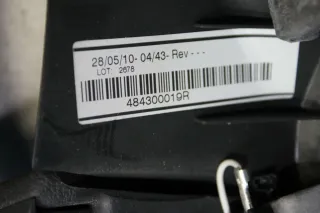 28/05/10- 04/43- Rev - - -
LOT: 2678
484300019R